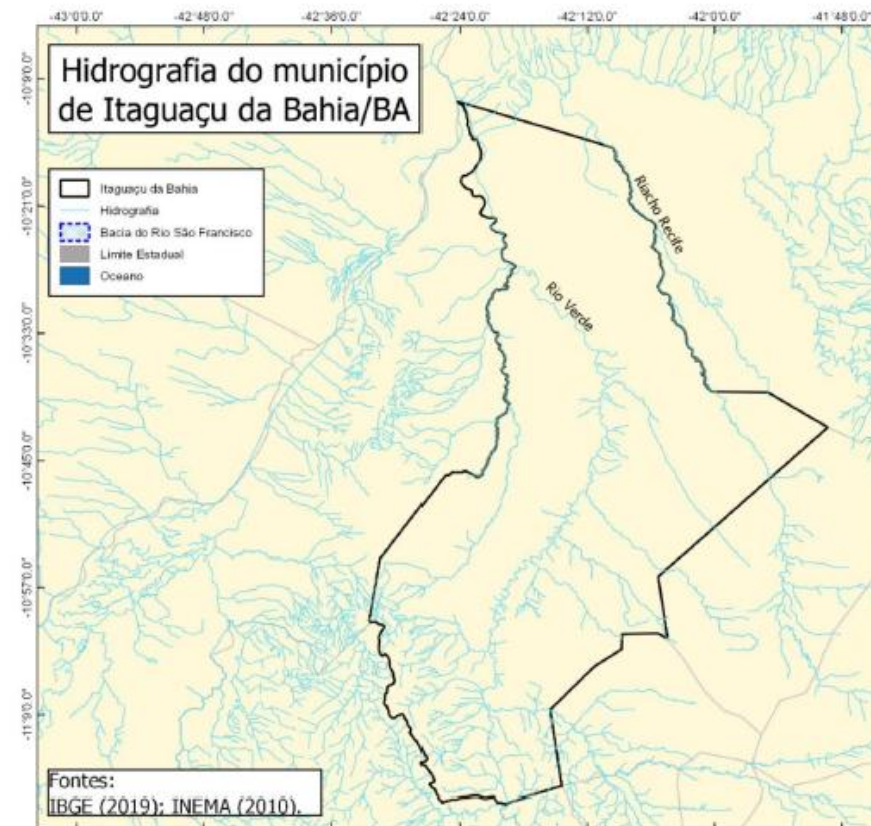 -43°0'0.0"
-42°48'0.0"
-42°36'0.0"
-42°24'0.0"
-42°12'0.0"
-42°0'0.0"
-41°48'0.0"
Hidrografia do município
de Itaguaçu da Bahia/BA
Itaguaçu da Bahia
Hidrografia
Bacia do Rio São Francisco
Limite Estadual
Oceano
-10°9'0.0"
-10°21'0.0"
-10°33'0.0"
-10°45'0.0"
-10°57'0.0"
-11°9'0.0"
Riacho Recife
Rio Verde
Fontes:
IBGE (2019); INEMA (2010).